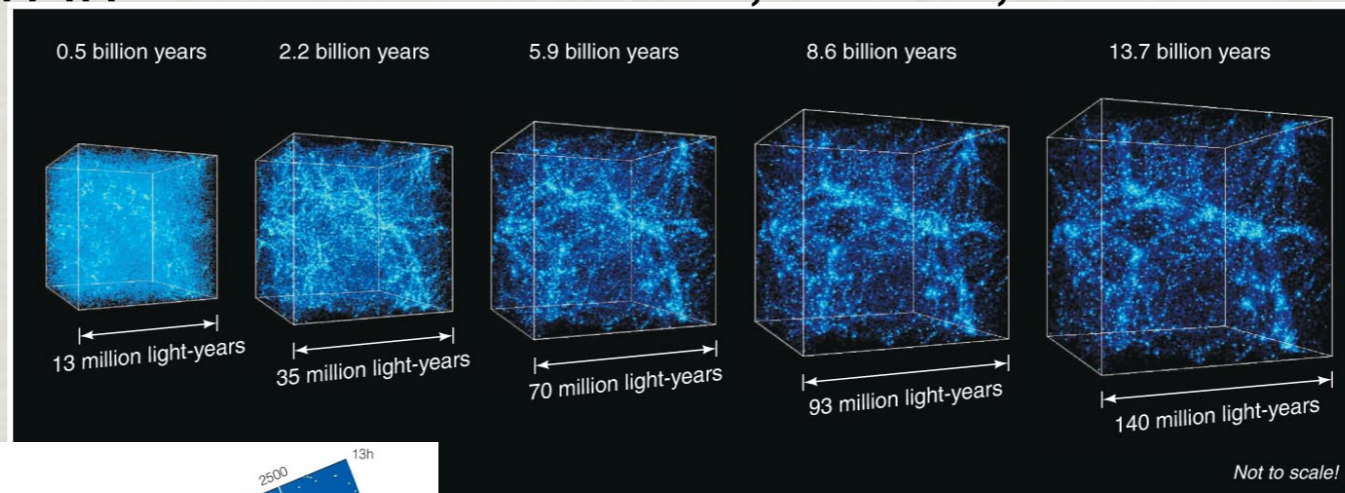 0.5 billion years
2.2 billion years
5.9 billion years
8.6 billion years
13.7 billion years
13 million light-years
35 million light-years
70 million light-years
93 million light-years
140 million light-years
Not to scale!
2500
13h